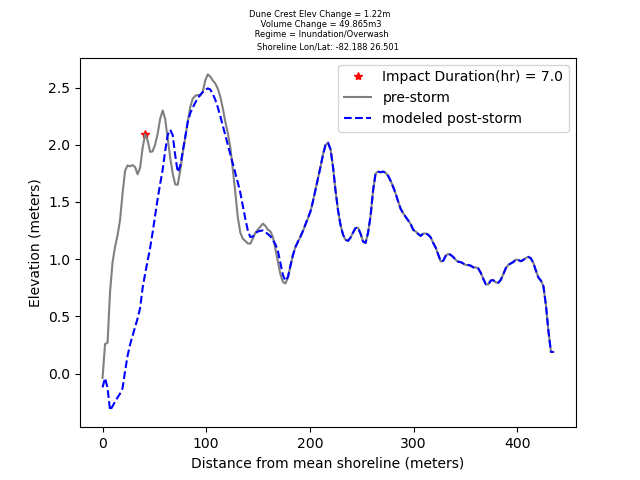 Dune Crest Elev Change = 1.22m
Volume Change = 49.865m3
Regime = Inundation/Overwash
Shoreline Lon/Lat: -82.188 26.501
Impact Duration(hr) = 7.0
pre-storm
modeled post-storm
Elevation (meters)
2.5
2.0
1.5
1.0
0.5
0.0
0 100 200 300 400
Distance from mean shoreline (meters)